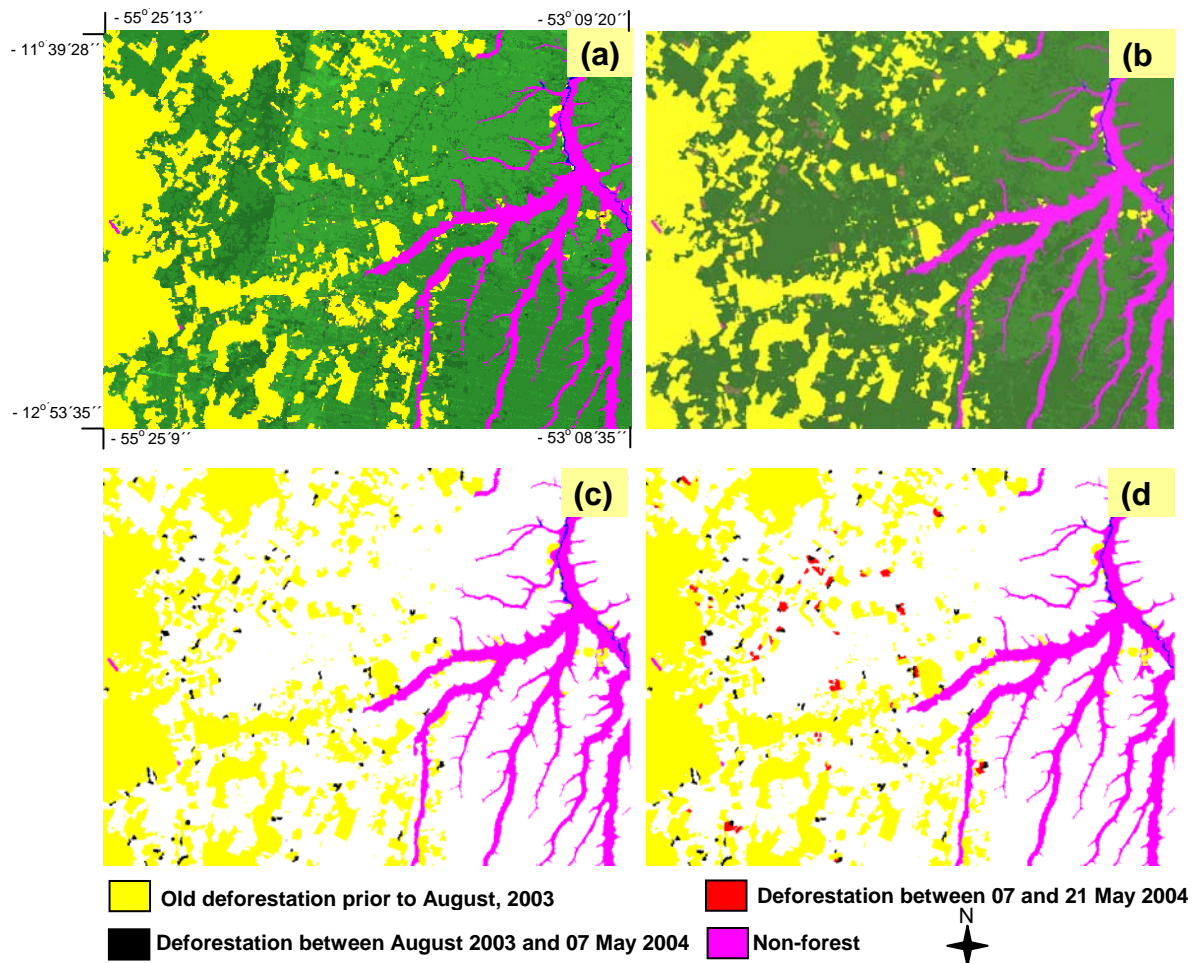 - 55° 25´13´´
- 53° 09´20´´
- 11° 39´28´´
(a)
(b
- 12° 53´35´´
- 55° 25´9´´
- 53° 08´35´´
(c)
(d
Old deforestation prior to August, 2003
Deforestation between 07 and 21 May 2004
Deforestation between August 2003 and 07 May 2004
Non-forest
N